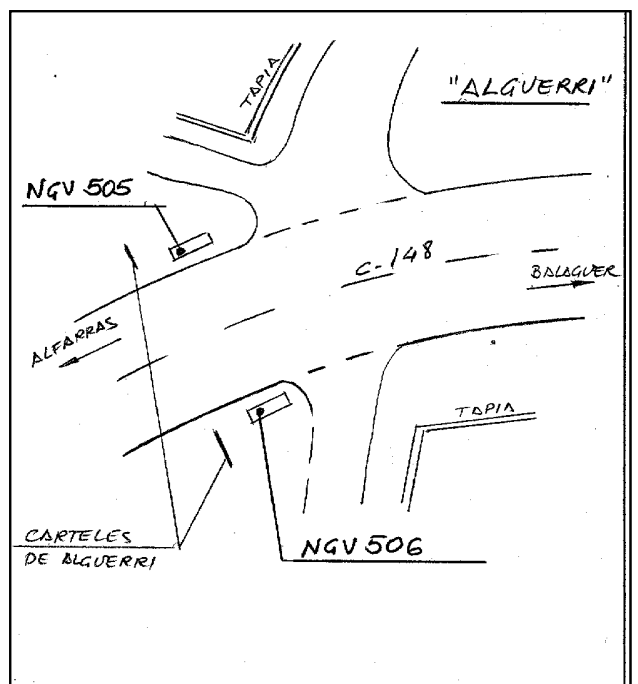 TAPIA
"ALGUERRI"
NGV 505
C-148
BALAGUER
ALFARRAS
TAPIA
CARTELES
DE ALGUERRI
NGV 506